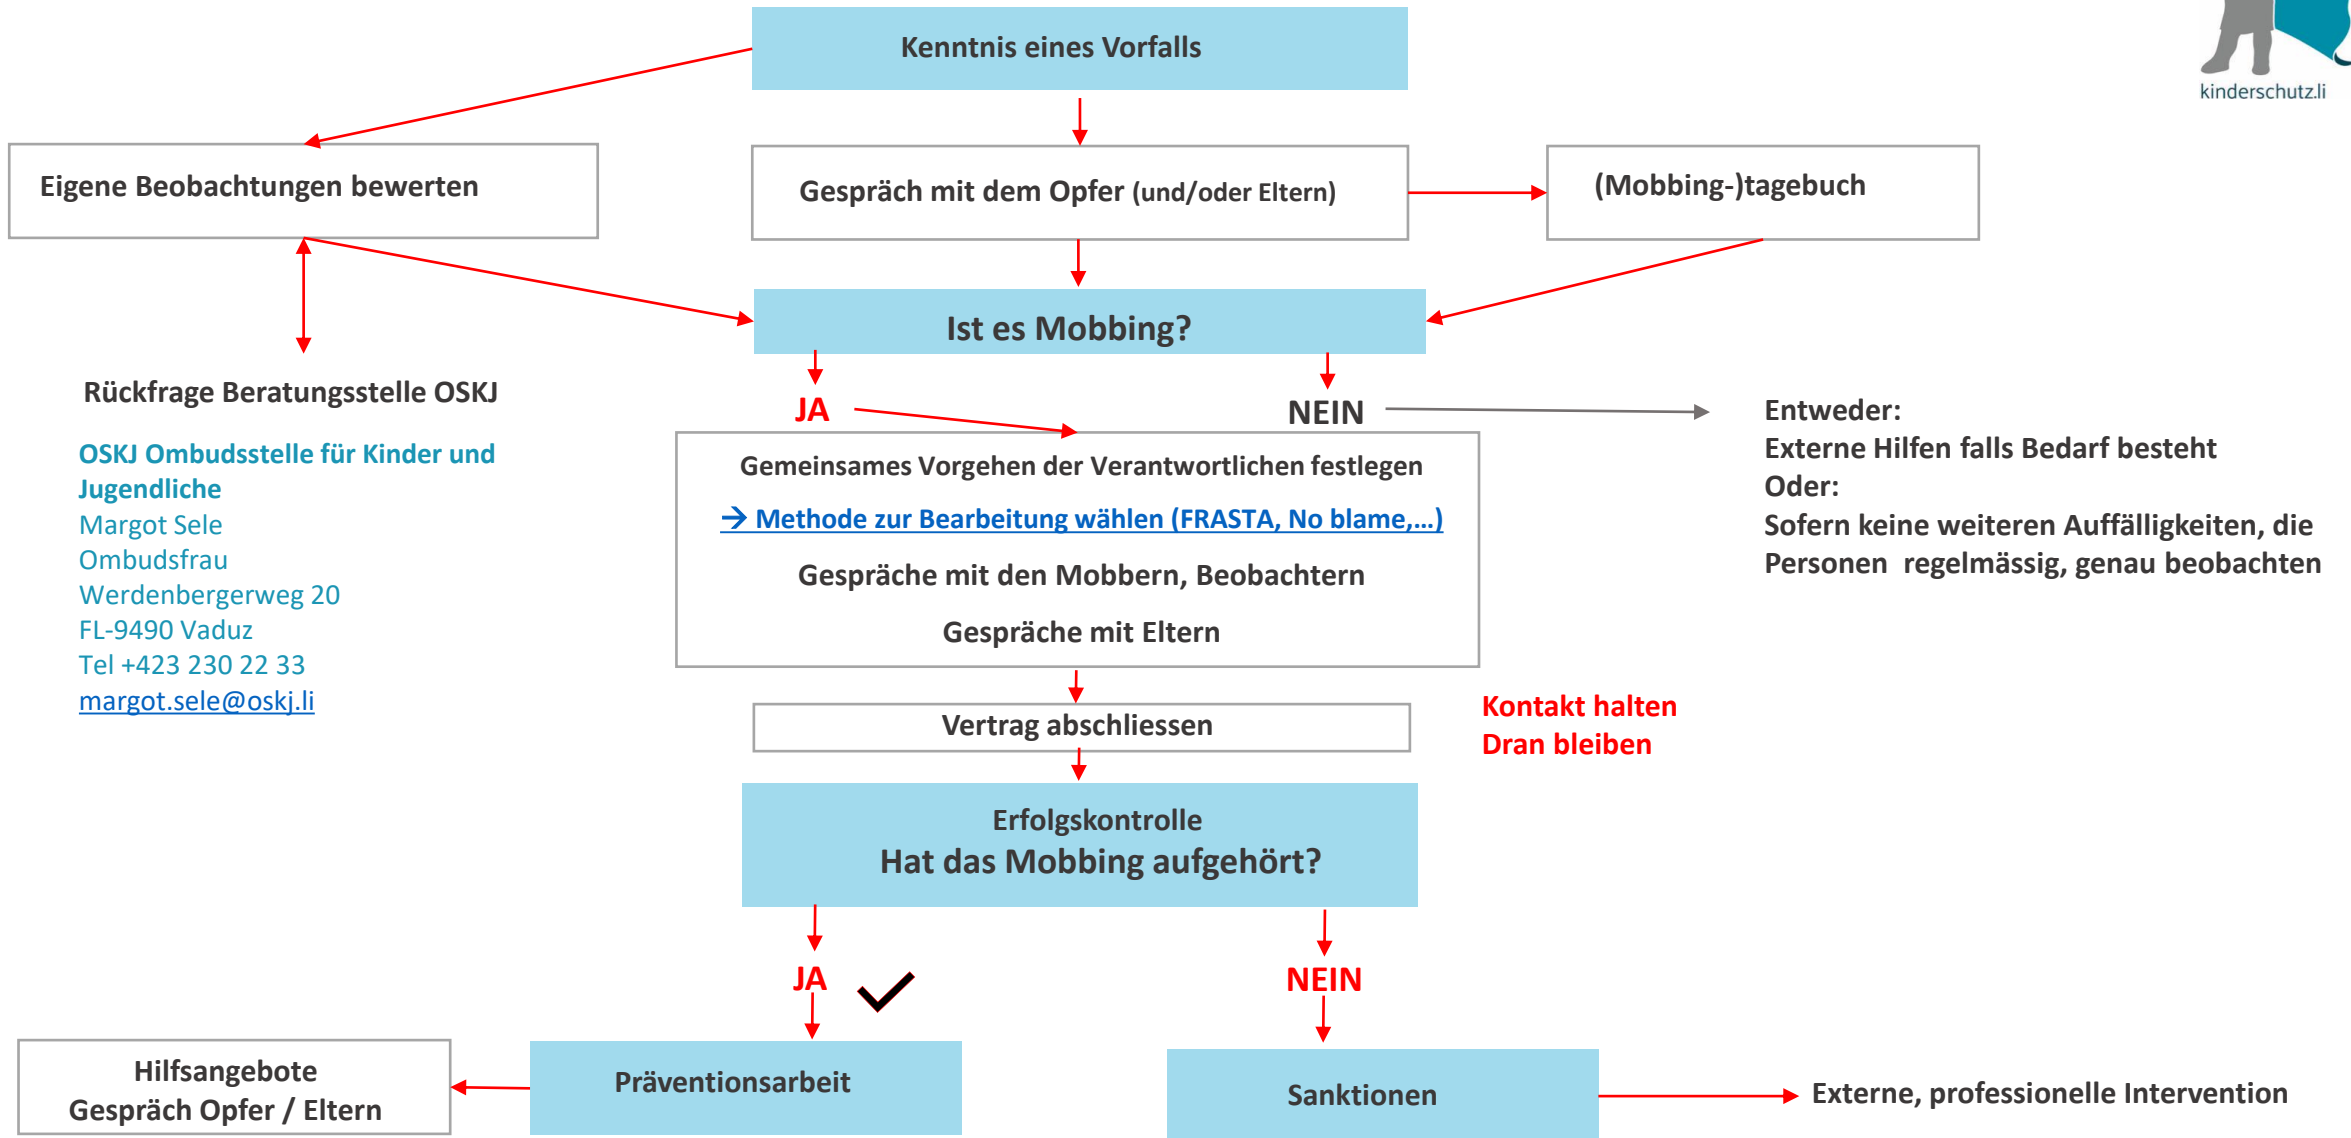 Kenntnis eines Vorfalls
kinderschutz.li
Eigene Beobachtungen bewerten
Gespräch mit dem Opfer (und/oder Eltern)
(Mobbing-)tagebuch
Ist es Mobbing?
Rückfrage Beratungsstelle OSKJ
OSKJ Ombudsstelle für Kinder und
Jugendliche
Margot Sele
Ombudsfrau
Werdenbergerweg 20
FL-9490 Vaduz
Tel +423 230 22 33
margot.sele@oskj.li
JA
NEIN
Entweder:
Externe Hilfen falls Bedarf besteht
Oder:
Sofern keine weiteren Auffälligkeiten, die
Personen  regelmässig, genau beobachten
Gemeinsames Vorgehen der Verantwortlichen festlegen
→ Methode zur Bearbeitung wählen (FRASTA, No blame,...)
Gespräche mit den Mobbern, Beobachtern
Gespräche mit Eltern
Vertrag abschliessen
Kontakt halten
Dran bleiben
Erfolgskontrolle
Hat das Mobbing aufgehört?
JA
NEIN
Hilfsangebote
Gespräch Opfer / Eltern
Präventionsarbeit
Sanktionen
Externe, professionelle Intervention